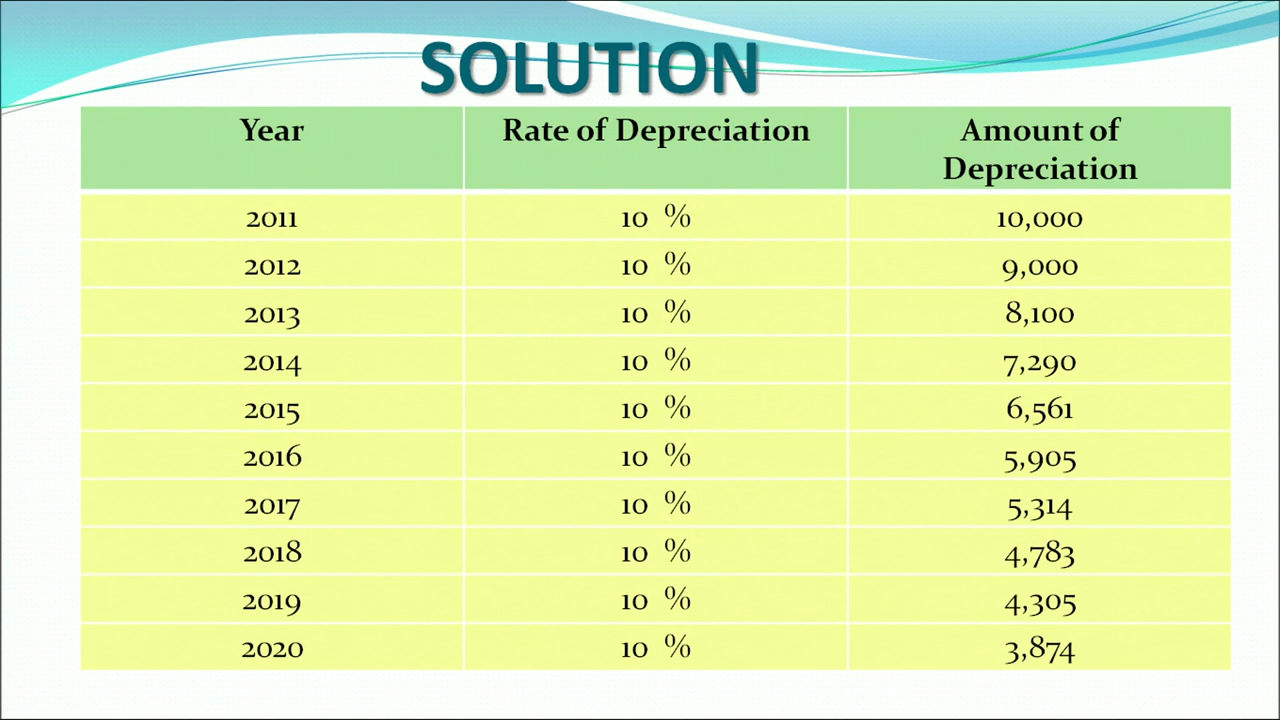 SOLUTION
Year Rate of Depreciation Amount of
Depreciation
2011 10 % 10,000
2012 10 % 9,000
2013 10 % 8,100
2014 10 % 7,290
2015 10 % 6,561
2016 10 % 5,905
2017 10 % 5,314
2018 10 % 4,783
2019 10 % 4,305
2020 10 % 3,874